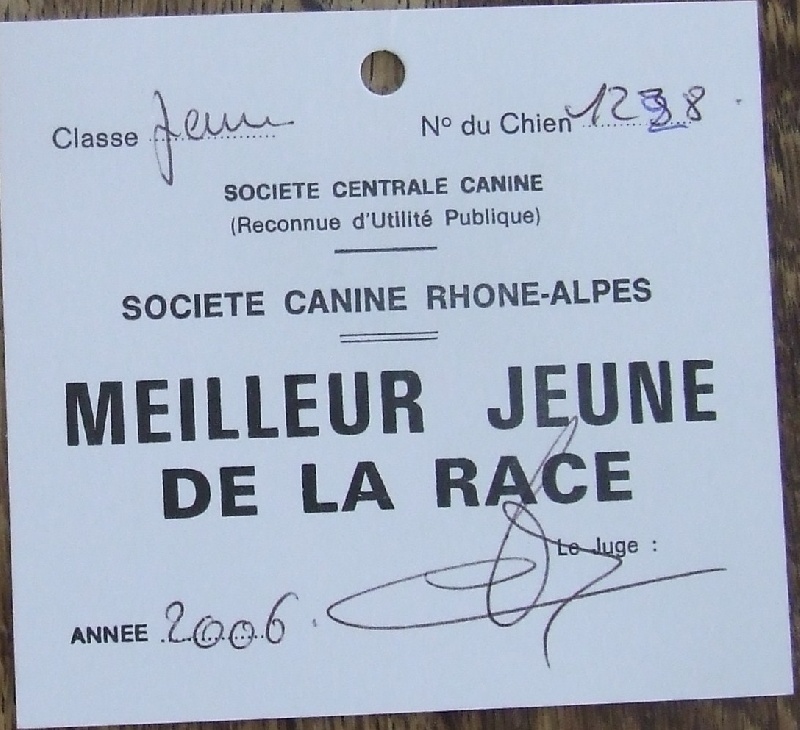 Classe Jeune N° du Chien
SOCIETE CENTRALE CANINE
(Reconnue d'Utilité Publique)
SOCIETE CANINE RHONE-ALPES
MEILLEUR JEUNE
DE LA RACE
Le Juge :
ANNEE 2006